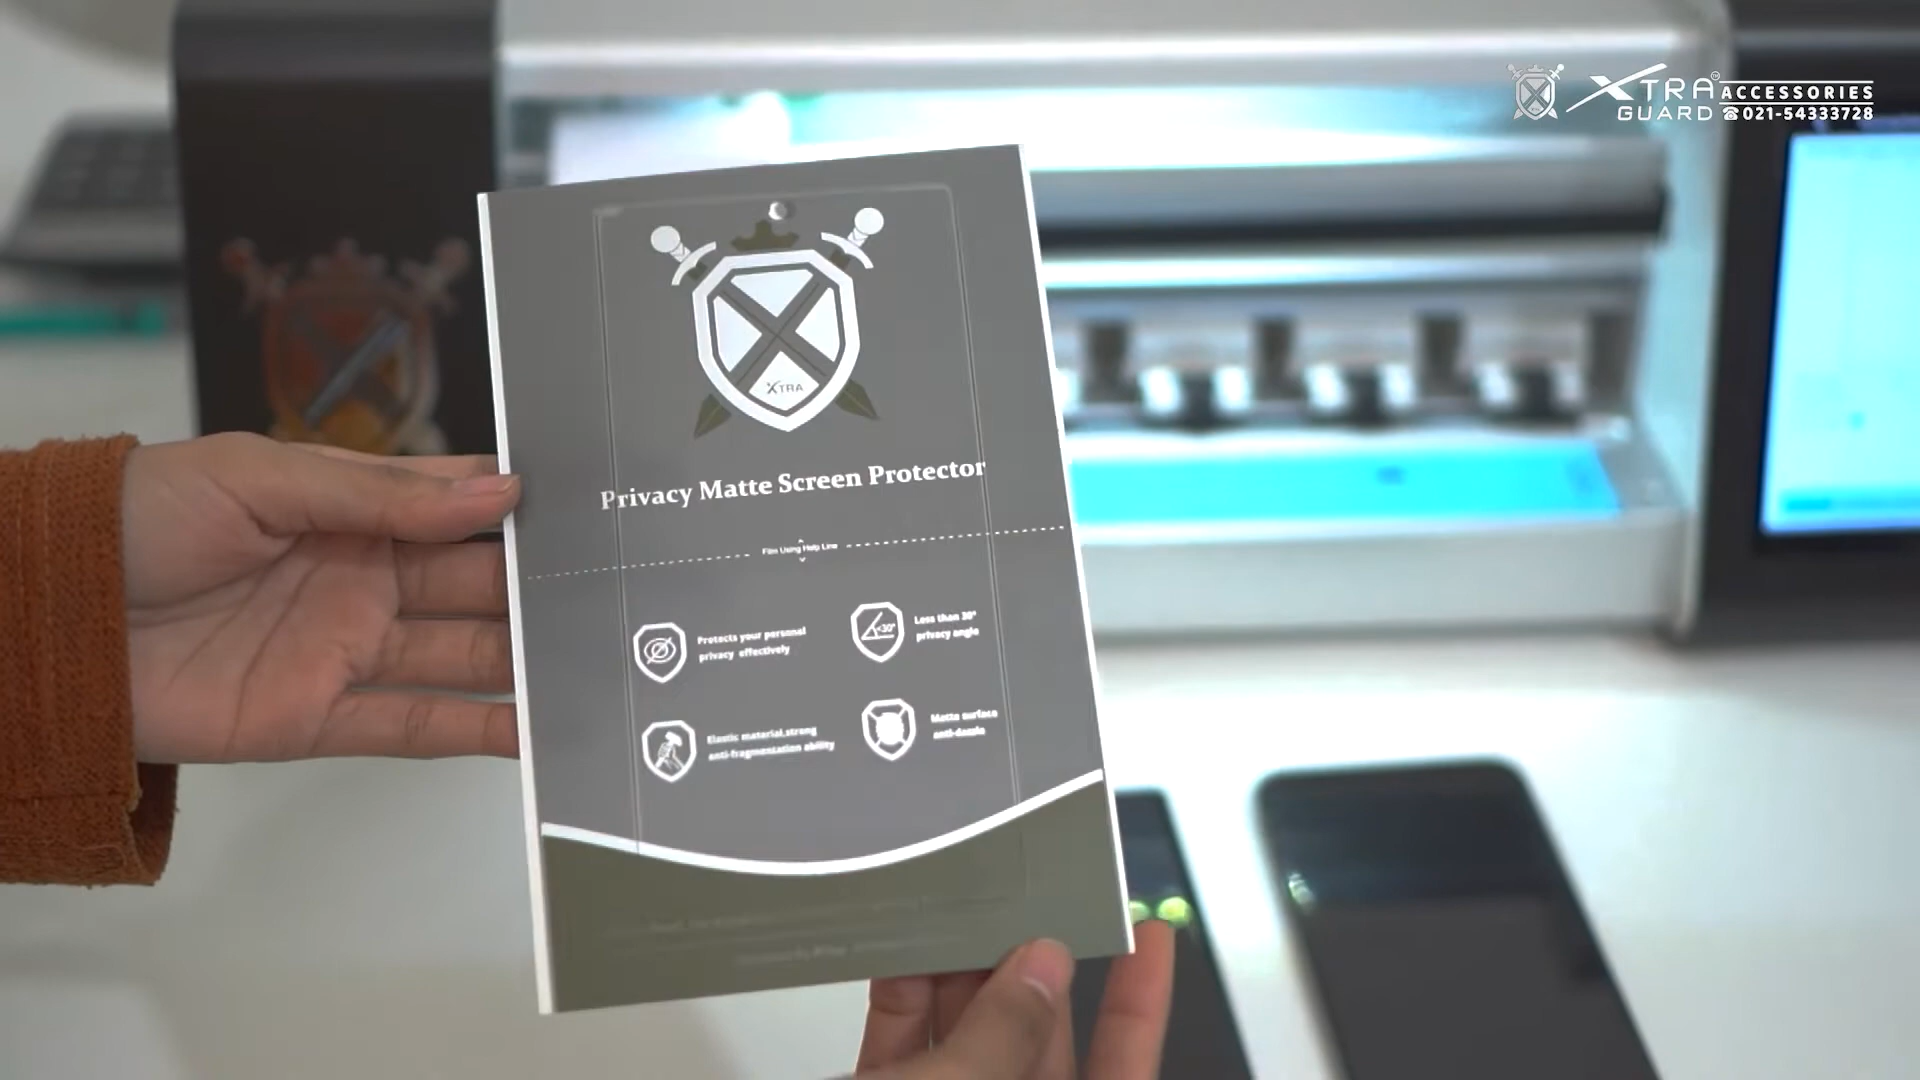 XTRA
GUARD
ACCESSORIES
☎021-54333728
XTRA
Privacy Matte Screen Protector
Film Using Help Line
Protects your personal
privacy effectively
<30°
Less than 30°
privacy angle
Elastic material,strong
anti-fragmentation ability
Matte surface
anti-dazzle